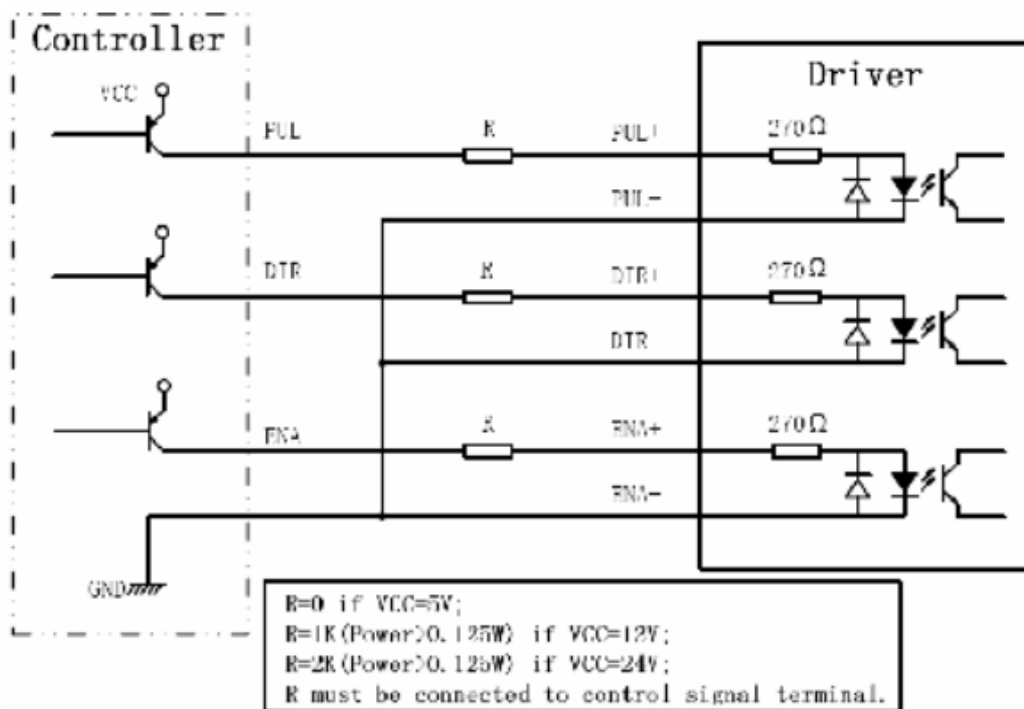 Controller
Driver
VCC
PUL
R
PUL+
270Ω
PUL-
DIR
R
DIR+
270Ω
DIR
ENA
R
ENA+
270Ω
ENA-
GND
R=0 if VCC=5V;
R=1K(Power>0.125W) if VCC=12V;
R=2K(Power>0.125W) if VCC=24V;
R must be connected to control signal terminal.